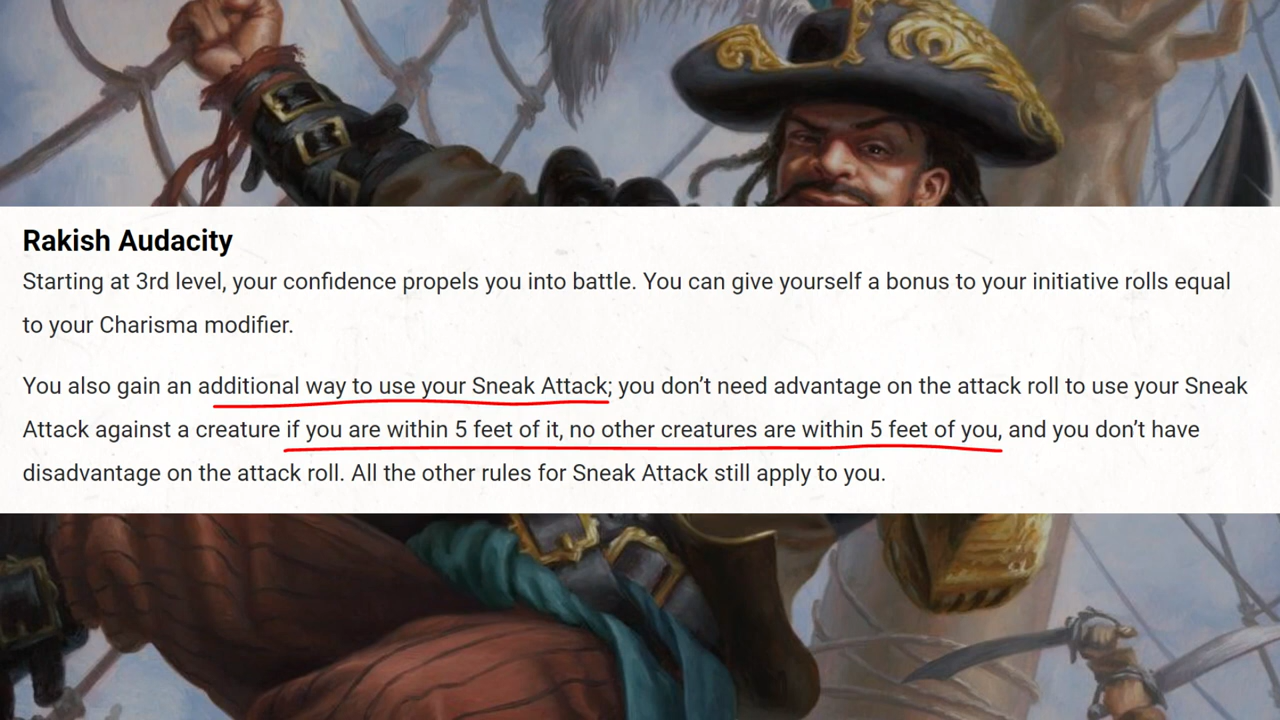 Rakish Audacity
Starting at 3rd level, your confidence propels you into battle. You can give yourself a bonus to your initiative rolls equal
to your Charisma modifier.
You also gain an additional way to use your Sneak Attack; you don’t need advantage on the attack roll to use your Sneak
Attack against a creature if you are within 5 feet of it, no other creatures are within 5 feet of you, and you don’t have
disadvantage on the attack roll. All the other rules for Sneak Attack still apply to you.